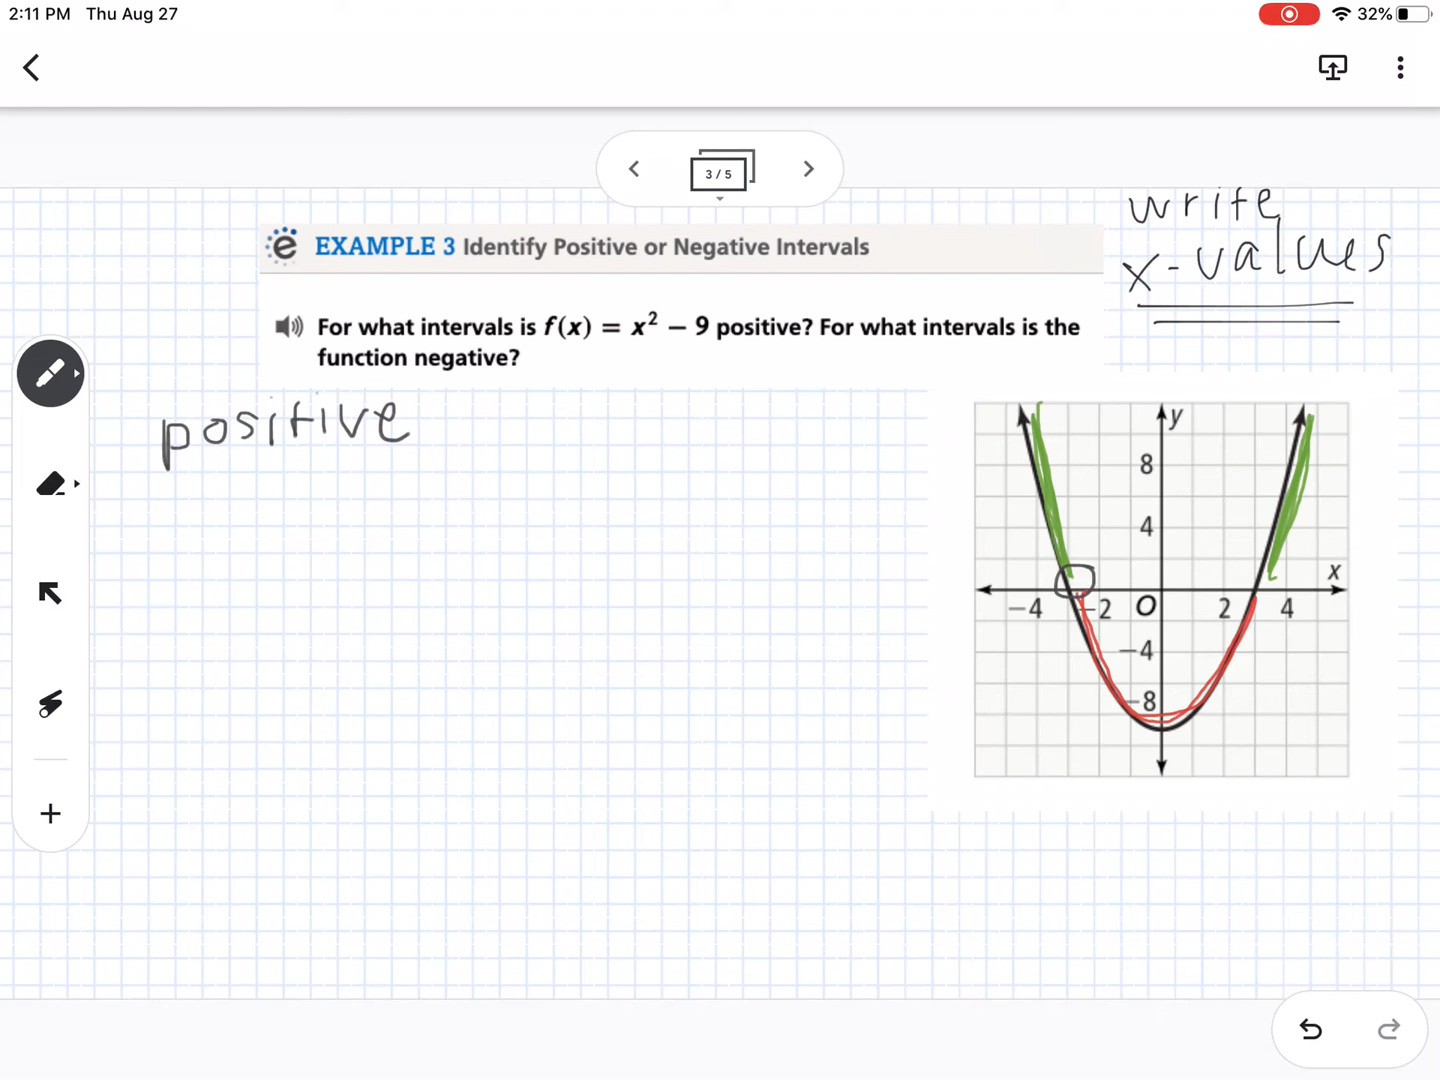 2:11 PM Thu Aug 27
32%
3 / 5
write
x-values
e EXAMPLE 3 Identify Positive or Negative Intervals
For what intervals is f(x) = x² − 9 positive? For what intervals is the
function negative?
positive
y
8
4
x
−4 −2 O 2 4
−4
−8